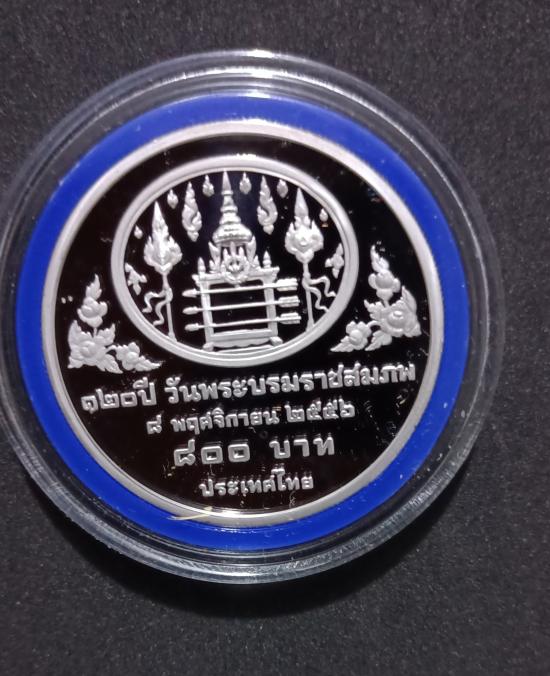 ๑๒๐ปี วันพระบรมราชสมภพ
๘ พฤศจิกายน ๒๕๕๖
๘๐๐ บาท
ประเทศไทย